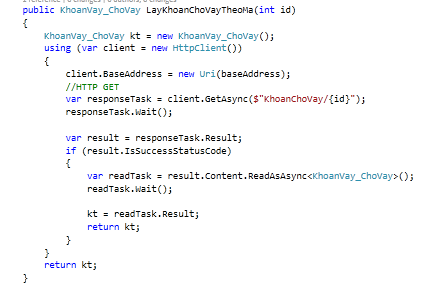 public KhoanVay_ChoVay LayKhoanChoVayTheoMa(int id)
{
KhoanVay_ChoVay kt = new KhoanVay_ChoVay();
using (var client = new HttpClient())
{
client.BaseAddress = new Uri(baseAddress);
//HTTP GET
var responseTask = client.GetAsync($"KhoanChoVay/{id}");
responseTask.Wait();
var result = responseTask.Result;
if (result.IsSuccessStatusCode)
{
var readTask = result.Content.ReadAsAsync<KhoanVay_ChoVay>();
readTask.Wait();
kt = readTask.Result;
return kt;
}
}
return kt;
}